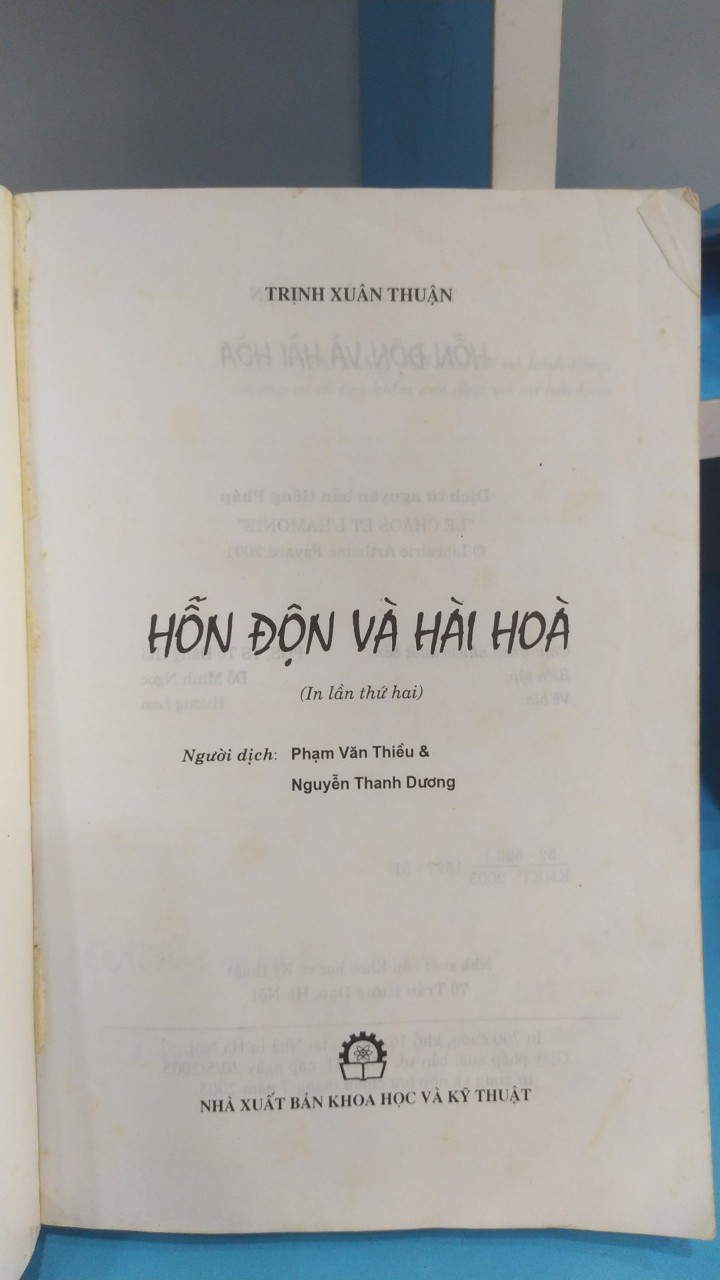 TRỊNH XUÂN THUẬN
HỖN ĐỘN VÀ HÀI HOÀ
(In lần thứ hai)
Người dịch: Phạm Văn Thiều &
Nguyễn Thanh Dương
NHÀ XUẤT BẢN KHOA HỌC VÀ KỸ THUẬT